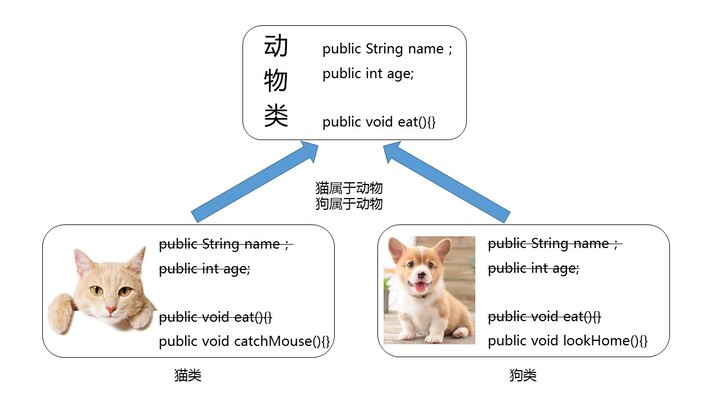 动
物
类
public String name ;
public int age;
public void eat(){}
猫属于动物
狗属于动物
public String name ;
public int age;
public void eat(){}
public void catchMouse(){}
猫类
public String name ;
public int age;
public void eat(){}
public void lookHome(){}
狗类